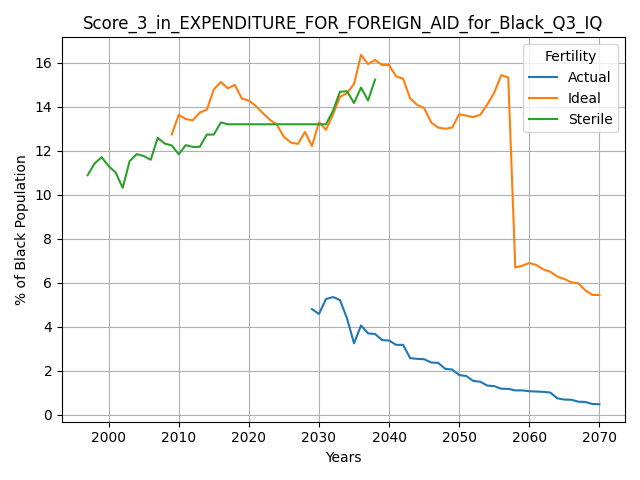 Score_3_in_EXPENDITURE_FOR_FOREIGN_AID_for_Black_Q3_IQ
Fertility
Actual
Ideal
Sterile
% of Black Population
16
14
12
10
8
6
4
2
0
2000 2010 2020 2030 2040 2050 2060 2070
Years